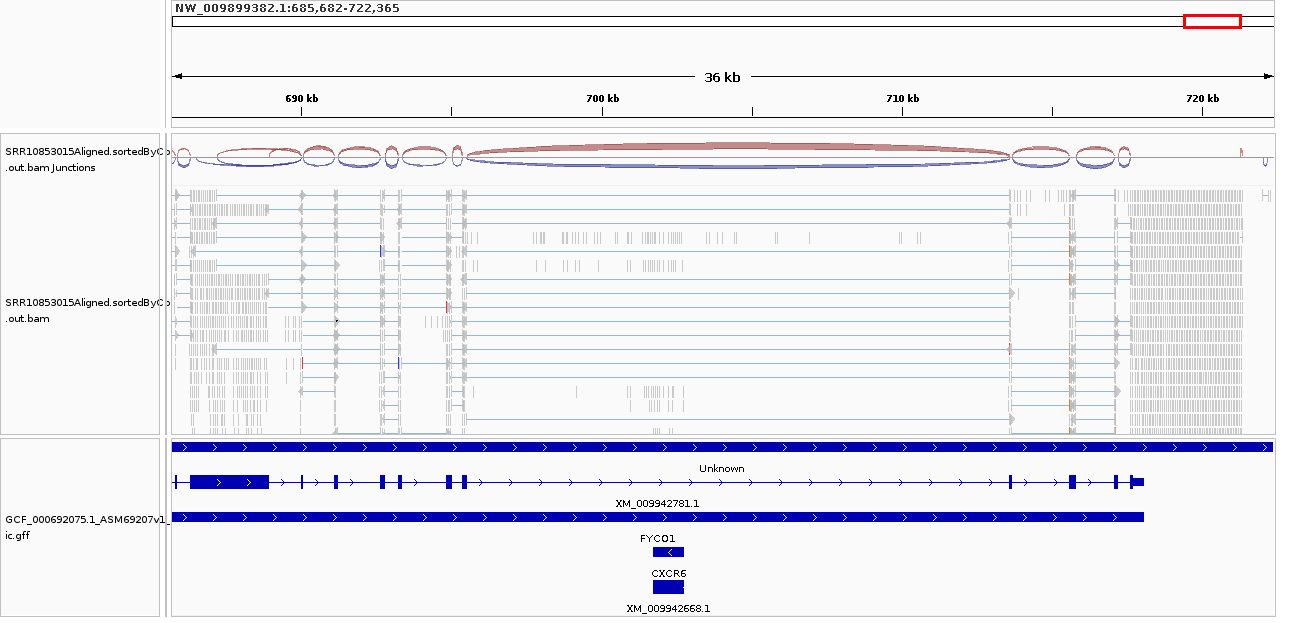 NW_009899382.1:685,682-722,365
36 kb
690 kb 700 kb 710 kb 720 kb
SRR10853015Aligned.sortedByCo
.out.bam Junctions
SRR10853015Aligned.sortedByCo
.out.bam
Unknown
XM_009942781.1
GCF_000692075.1_ASM69207v1_
ic.gff
FYCO1
CXCR6
XM_009942668.1